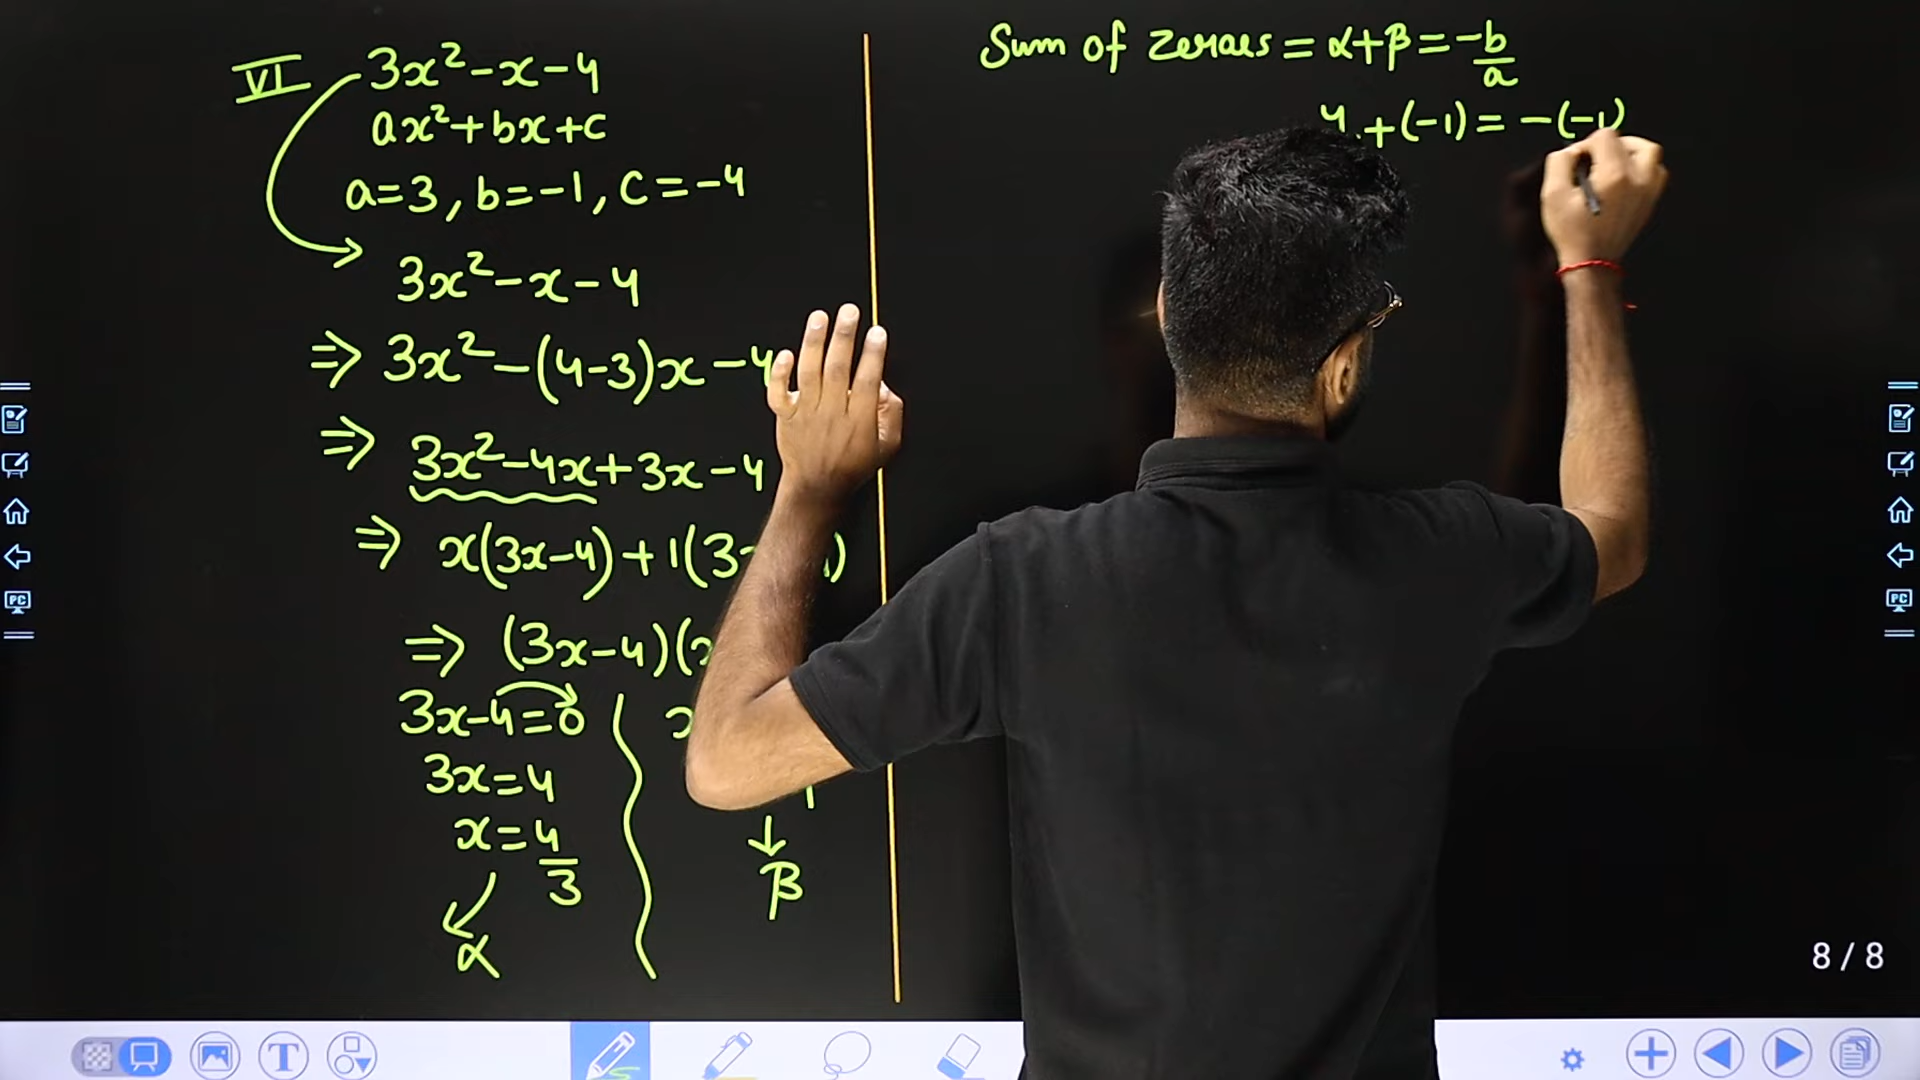 VI 3x²-x-4
ax²+bx+c
a=3, b=-1, c=-4
3x²-x-4
⇒ 3x²-(4-3)x-4
⇒ 3x²-4x+3x-4
⇒ x(3x-4)+1(3
⇒ (3x-4)(x
3x-4=0
3x=4
x=4/3
α
β
Sum of zeroes = α+β = -b/a
4 +(-1) = -(-1)
8/8
T
PC
PC